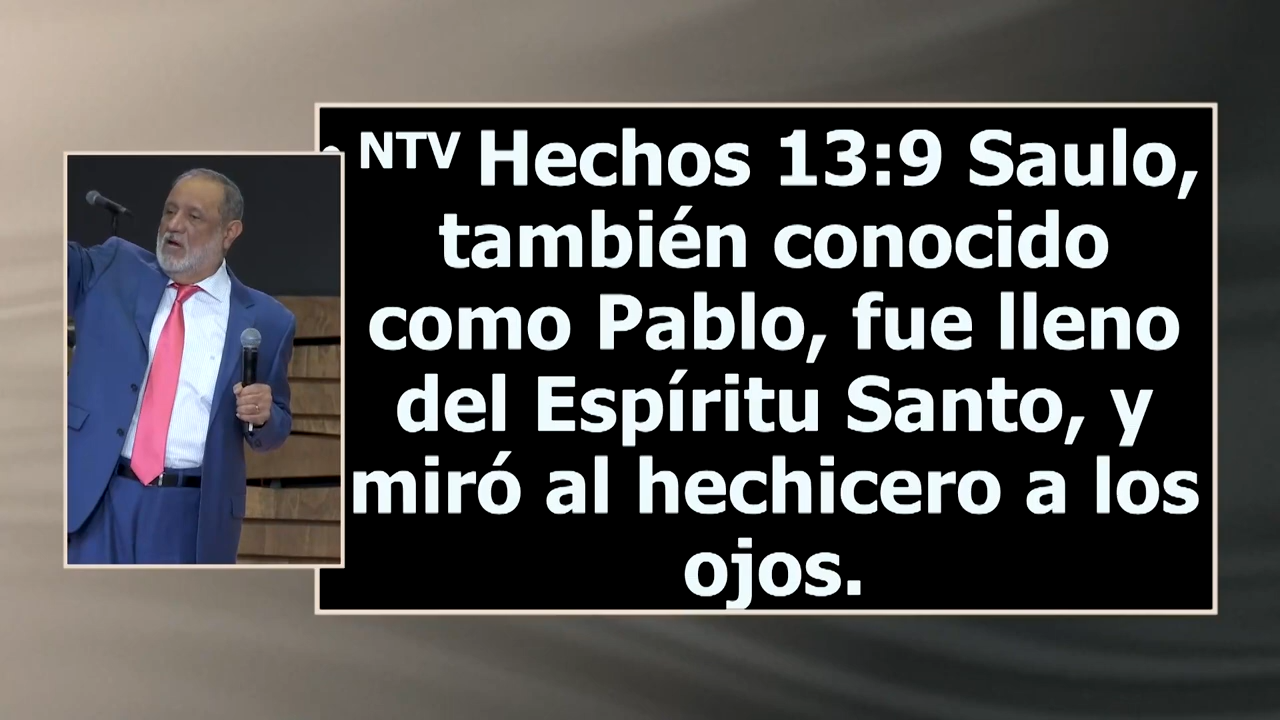 • NTV Hechos 13:9 Saulo,
también conocido
como Pablo, fue lleno
del Espíritu Santo, y
miró al hechicero a los
ojos.